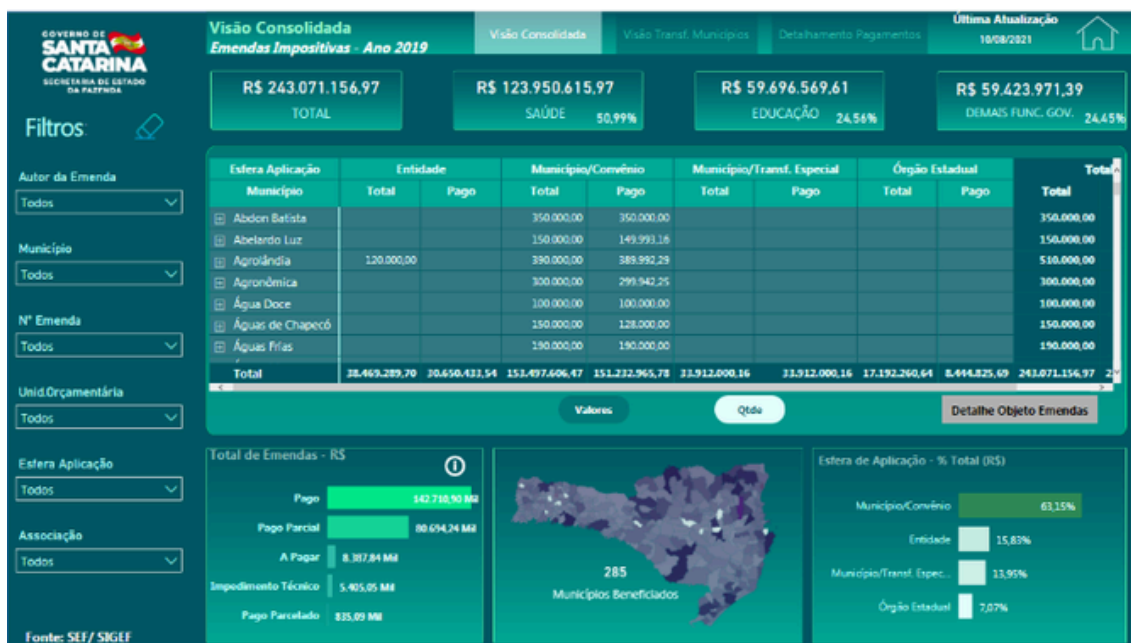 GOVERNO DE
SANTA
CATARINA
SECRETARIA DE ESTADO
DA FAZENDA
Visão Consolidada
Emendas Impositivas - Ano 2019
Visão Consolidada
Visão Transf. Municípios
Detalhamento Pagamentos
Última Atualização
10/08/2021
R$ 243.071.156,97
TOTAL
R$ 123.950.615,97
SAÚDE 50,99%
R$ 59.696.569,61
EDUCAÇÃO 24,56%
R$ 59.423.971,39
DEMAIS FUNC. GOV. 24,45%
Filtros:
Autor da Emenda
Todos
Município
Todos
N° Emenda
Todos
Unid.Orçamentária
Todos
Esfera Aplicação
Todos
Associação
Todos
Fonte: SEF/ SIGEF
Esfera Aplicação Entidade Município/Convênio Município/Transf. Especial Órgão Estadual Total
Município Total Pago Total Pago Total Pago Total Pago Total
Abdon Batista 350.000,00 350.000,00 350.000,00
Abelardo Luz 150.000,00 149.993,16 150.000,00
Agrolândia 120.000,00 390.000,00 389.992,29 510.000,00
Agronômica 300.000,00 299.942,25 300.000,00
Água Doce 100.000,00 100.000,00 100.000,00
Águas de Chapecó 150.000,00 128.000,00 150.000,00
Águas Frias 190.000,00 190.000,00 190.000,00
Total 38.469.289,70 30.650.433,54 153.497.606,47 151.232.965,78 33.912.000,16 33.912.000,16 17.192.260,64 8.444.825,69 243.071.156,97 2
Valores
Qtde
Detalhe Objeto Emendas
Total de Emendas - R$
Pago 142.710,90 Mil
Pago Parcial 80.694,24 Mil
A Pagar 8.387,84 Mil
Impedimento Técnico 5.405,05 Mil
Pago Parcelado 835,09 Mil
285
Municípios Beneficiados
Esfera de Aplicação - % Total (R$)
Município/Convênio 63,15%
Entidade 15,83%
Município/Transf. Espec... 13,95%
Órgão Estadual 7,07%